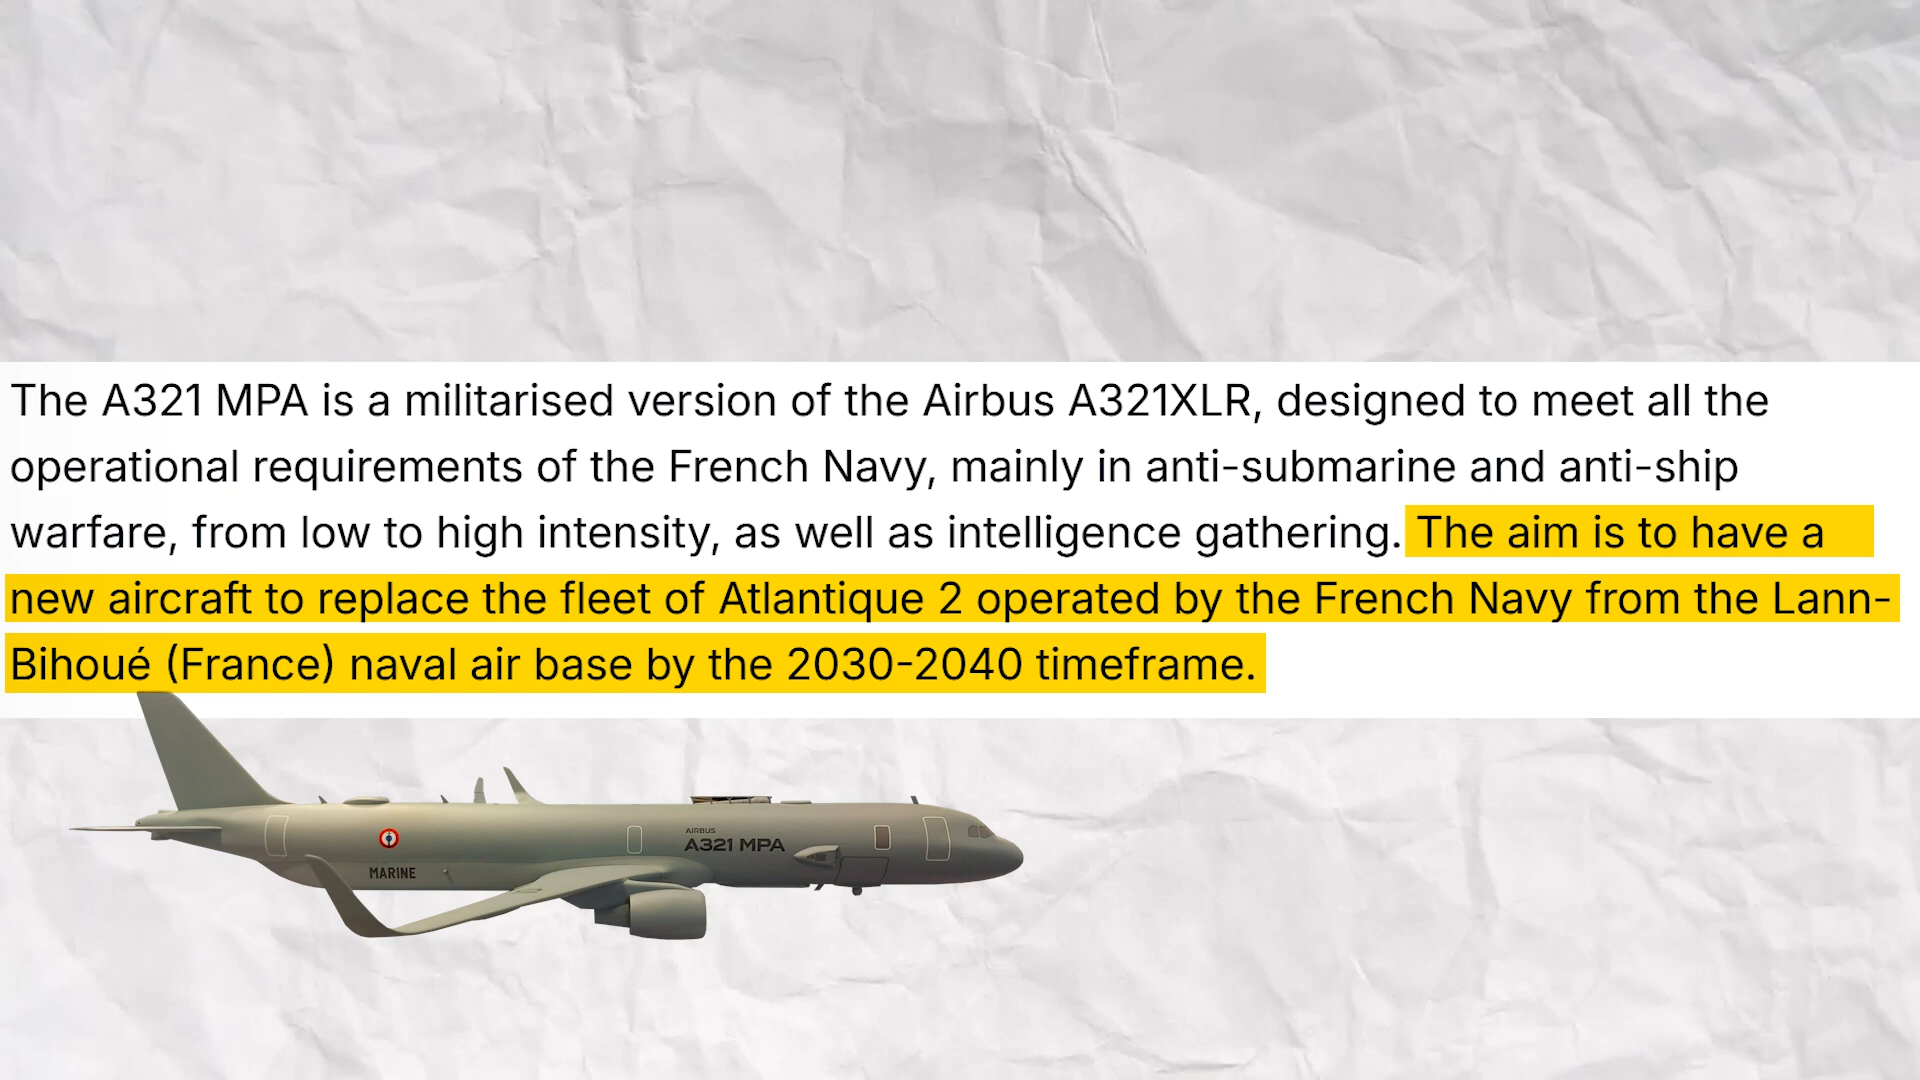 The A321 MPA is a militarised version of the Airbus A321XLR, designed to meet all the
operational requirements of the French Navy, mainly in anti-submarine and anti-ship
warfare, from low to high intensity, as well as intelligence gathering. The aim is to have a
new aircraft to replace the fleet of Atlantique 2 operated by the French Navy from the Lann-
Bihoué (France) naval air base by the 2030-2040 timeframe.
AIRBUS
A321 MPA
MARINE